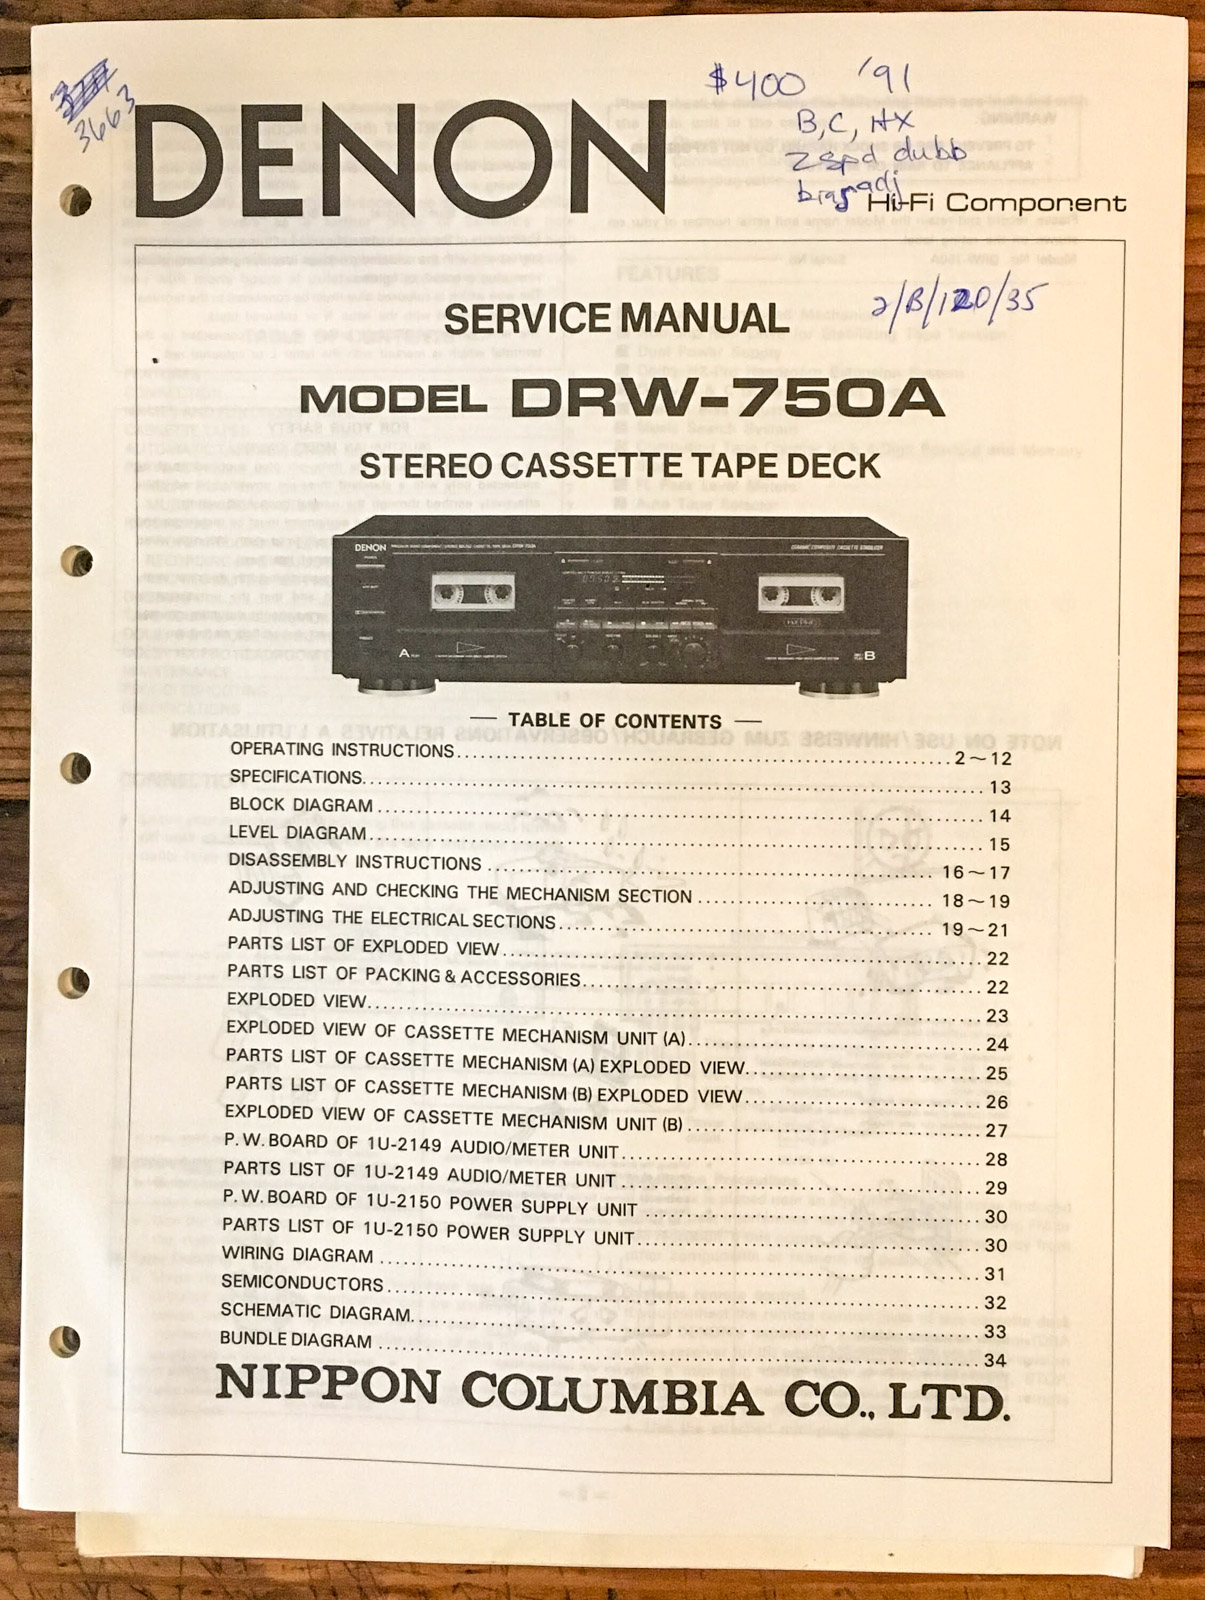 3663
$400 '91
DENON
B, C, HX
2spd dubb
bias adj
Hi-Fi Component
2/B/120/35
SERVICE MANUAL
MODEL DRW-750A
STEREO CASSETTE TAPE DECK
DENON
A
B
— TABLE OF CONTENTS —
OPERATING INSTRUCTIONS.......... 2~12
SPECIFICATIONS.......... 13
BLOCK DIAGRAM.......... 14
LEVEL DIAGRAM.......... 15
DISASSEMBLY INSTRUCTIONS.......... 16~17
ADJUSTING AND CHECKING THE MECHANISM SECTION.......... 18~19
ADJUSTING THE ELECTRICAL SECTIONS.......... 19~21
PARTS LIST OF EXPLODED VIEW.......... 22
PARTS LIST OF PACKING & ACCESSORIES.......... 22
EXPLODED VIEW.......... 23
EXPLODED VIEW OF CASSETTE MECHANISM UNIT (A).......... 24
PARTS LIST OF CASSETTE MECHANISM (A) EXPLODED VIEW.......... 25
PARTS LIST OF CASSETTE MECHANISM (B) EXPLODED VIEW.......... 26
EXPLODED VIEW OF CASSETTE MECHANISM UNIT (B).......... 27
P.W.BOARD OF 1U-2149 AUDIO/METER UNIT.......... 28
PARTS LIST OF 1U-2149 AUDIO/METER UNIT.......... 29
P.W.BOARD OF 1U-2150 POWER SUPPLY UNIT.......... 30
PARTS LIST OF 1U-2150 POWER SUPPLY UNIT.......... 30
WIRING DIAGRAM.......... 31
SEMICONDUCTORS.......... 32
SCHEMATIC DIAGRAM.......... 33
BUNDLE DIAGRAM.......... 34
NIPPON COLUMBIA CO., LTD.